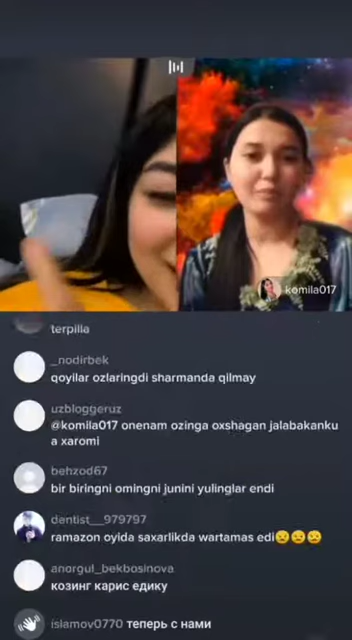 komila017
terpilla
_nodirbek
qoyilar ozlaringdi sharmanda qilmay
uzbloggeruz
@komila017 onenam ozinga oxshagan jalabakanku
a xaromi
behzod67
bir biringni omingni junini yulinglar endi
dentist__979797
ramazon oyida saxarlikda wartamas edi😥😥😥
anorgul_bekbosinova
козинг карис едику
islamov0770 теперь с нами